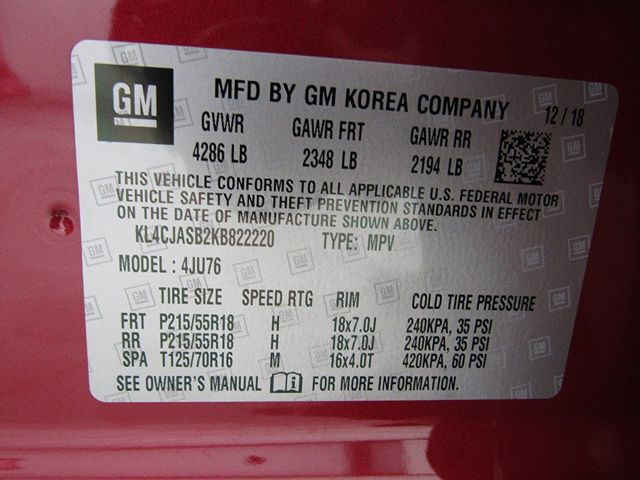 GM
MFD BY GM KOREA COMPANY 12/18
GVWR GAWR FRT GAWR RR
4286 LB 2348 LB 2194 LB
THIS VEHICLE CONFORMS TO ALL APPLICABLE U.S. FEDERAL MOTOR
VEHICLE SAFETY AND THEFT PREVENTION STANDARDS IN EFFECT
ON THE DATE OF MANUFACTURE SHOWN ABOVE.
KL4CJASB2KB822220 TYPE: MPV
MODEL: 4JU76
TIRE SIZE SPEED RTG RIM COLD TIRE PRESSURE
FRT P215/55R18 H 18x7.0J 240KPA, 35 PSI
RR P215/55R18 H 18x7.0J 240KPA, 35 PSI
SPA T125/70R16 M 16x4.0T 420KPA, 60 PSI
SEE OWNER'S MANUAL FOR MORE INFORMATION.